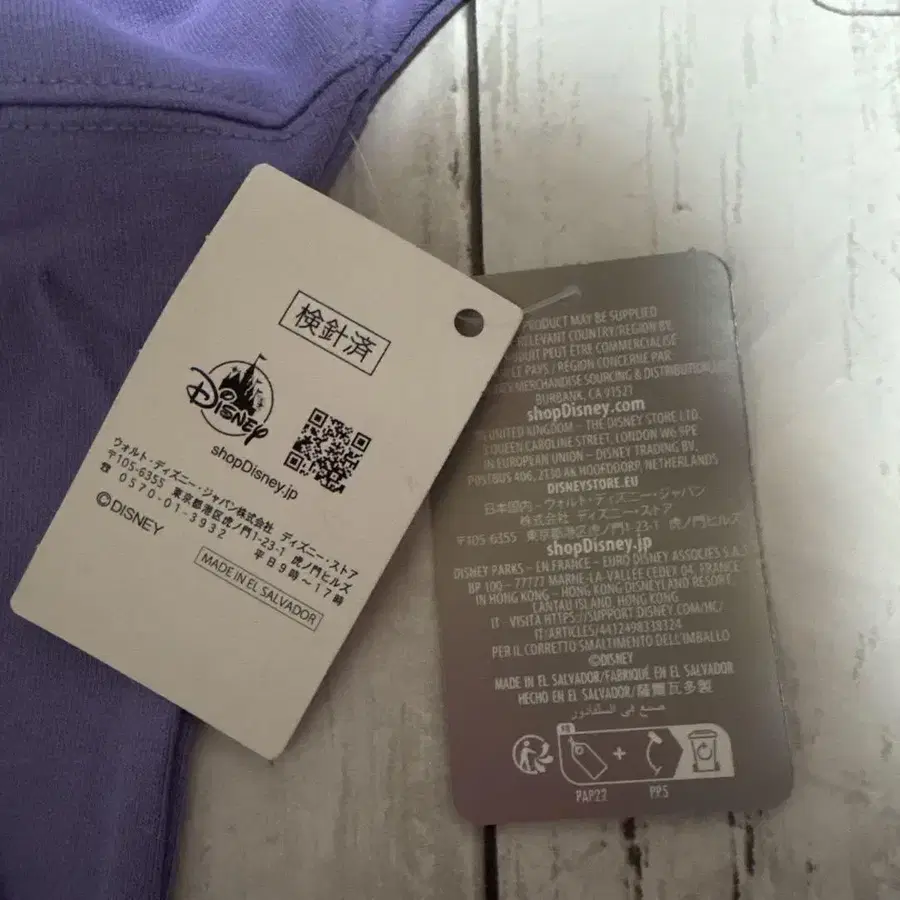 検針済
DISNEY
shopDisney.jp
ウォルト・ディズニー・ジャパン株式会社 ディズニー・ストア
〒105-6355 東京都港区虎ノ門1-23-1 虎ノ門ヒルズ
☎ 0570-01-3932 平日9時〜17時
©DISNEY
MADE IN EL SALVADOR
PRODUCT MAY BE SUPPLIED
RELEVANT COUNTRY/REGION BY.
PEUT ÊTRE COMMERCIALISÉ
PAYS / RÉGION CONCERNÉ PAR
MERCHANDISE SOURCING & DISTRIBUTION
BURBANK, CA 91521
shopDisney.com
UNITED KINGDOM – THE DISNEY STORE LTD.
3 QUEEN CAROLINE STREET, LONDON W6 9PE
IN EUROPEAN UNION – DISNEY TRADING BV,
POSTBUS 406, 2130 AK HOOFDDORP, NETHERLANDS
DISNEYSTORE.EU
日本国内 – ウォルト・ディズニー・ジャパン
株式会社 ディズニー・ストア
〒105-6355 東京都港区虎ノ門1-23-1 虎ノ門ヒルズ
shopDisney.jp
DISNEY PARKS – EN FRANCE – EURO DISNEY ASSOCIÉS S.A.S
BP 100 – 77777 MARNE-LA-VALLÉE CEDEX 04, FRANCE
IN HONG KONG – HONG KONG DISNEYLAND RESORT,
LANTAU ISLAND, HONG KONG
IT - VISITA HTTPS://SUPPORT.DISNEY.COM/HC/
IT/ARTICLES/4412498338324
PER IL CORRETTO SMALTIMENTO DELL'IMBALLO
©DISNEY
MADE IN EL SALVADOR/FABRIQUÉ EN EL SALVADOR
HECHO EN EL SALVADOR/薩爾瓦多製
صنع في السلفادور
FR
+
PAP22 PP5